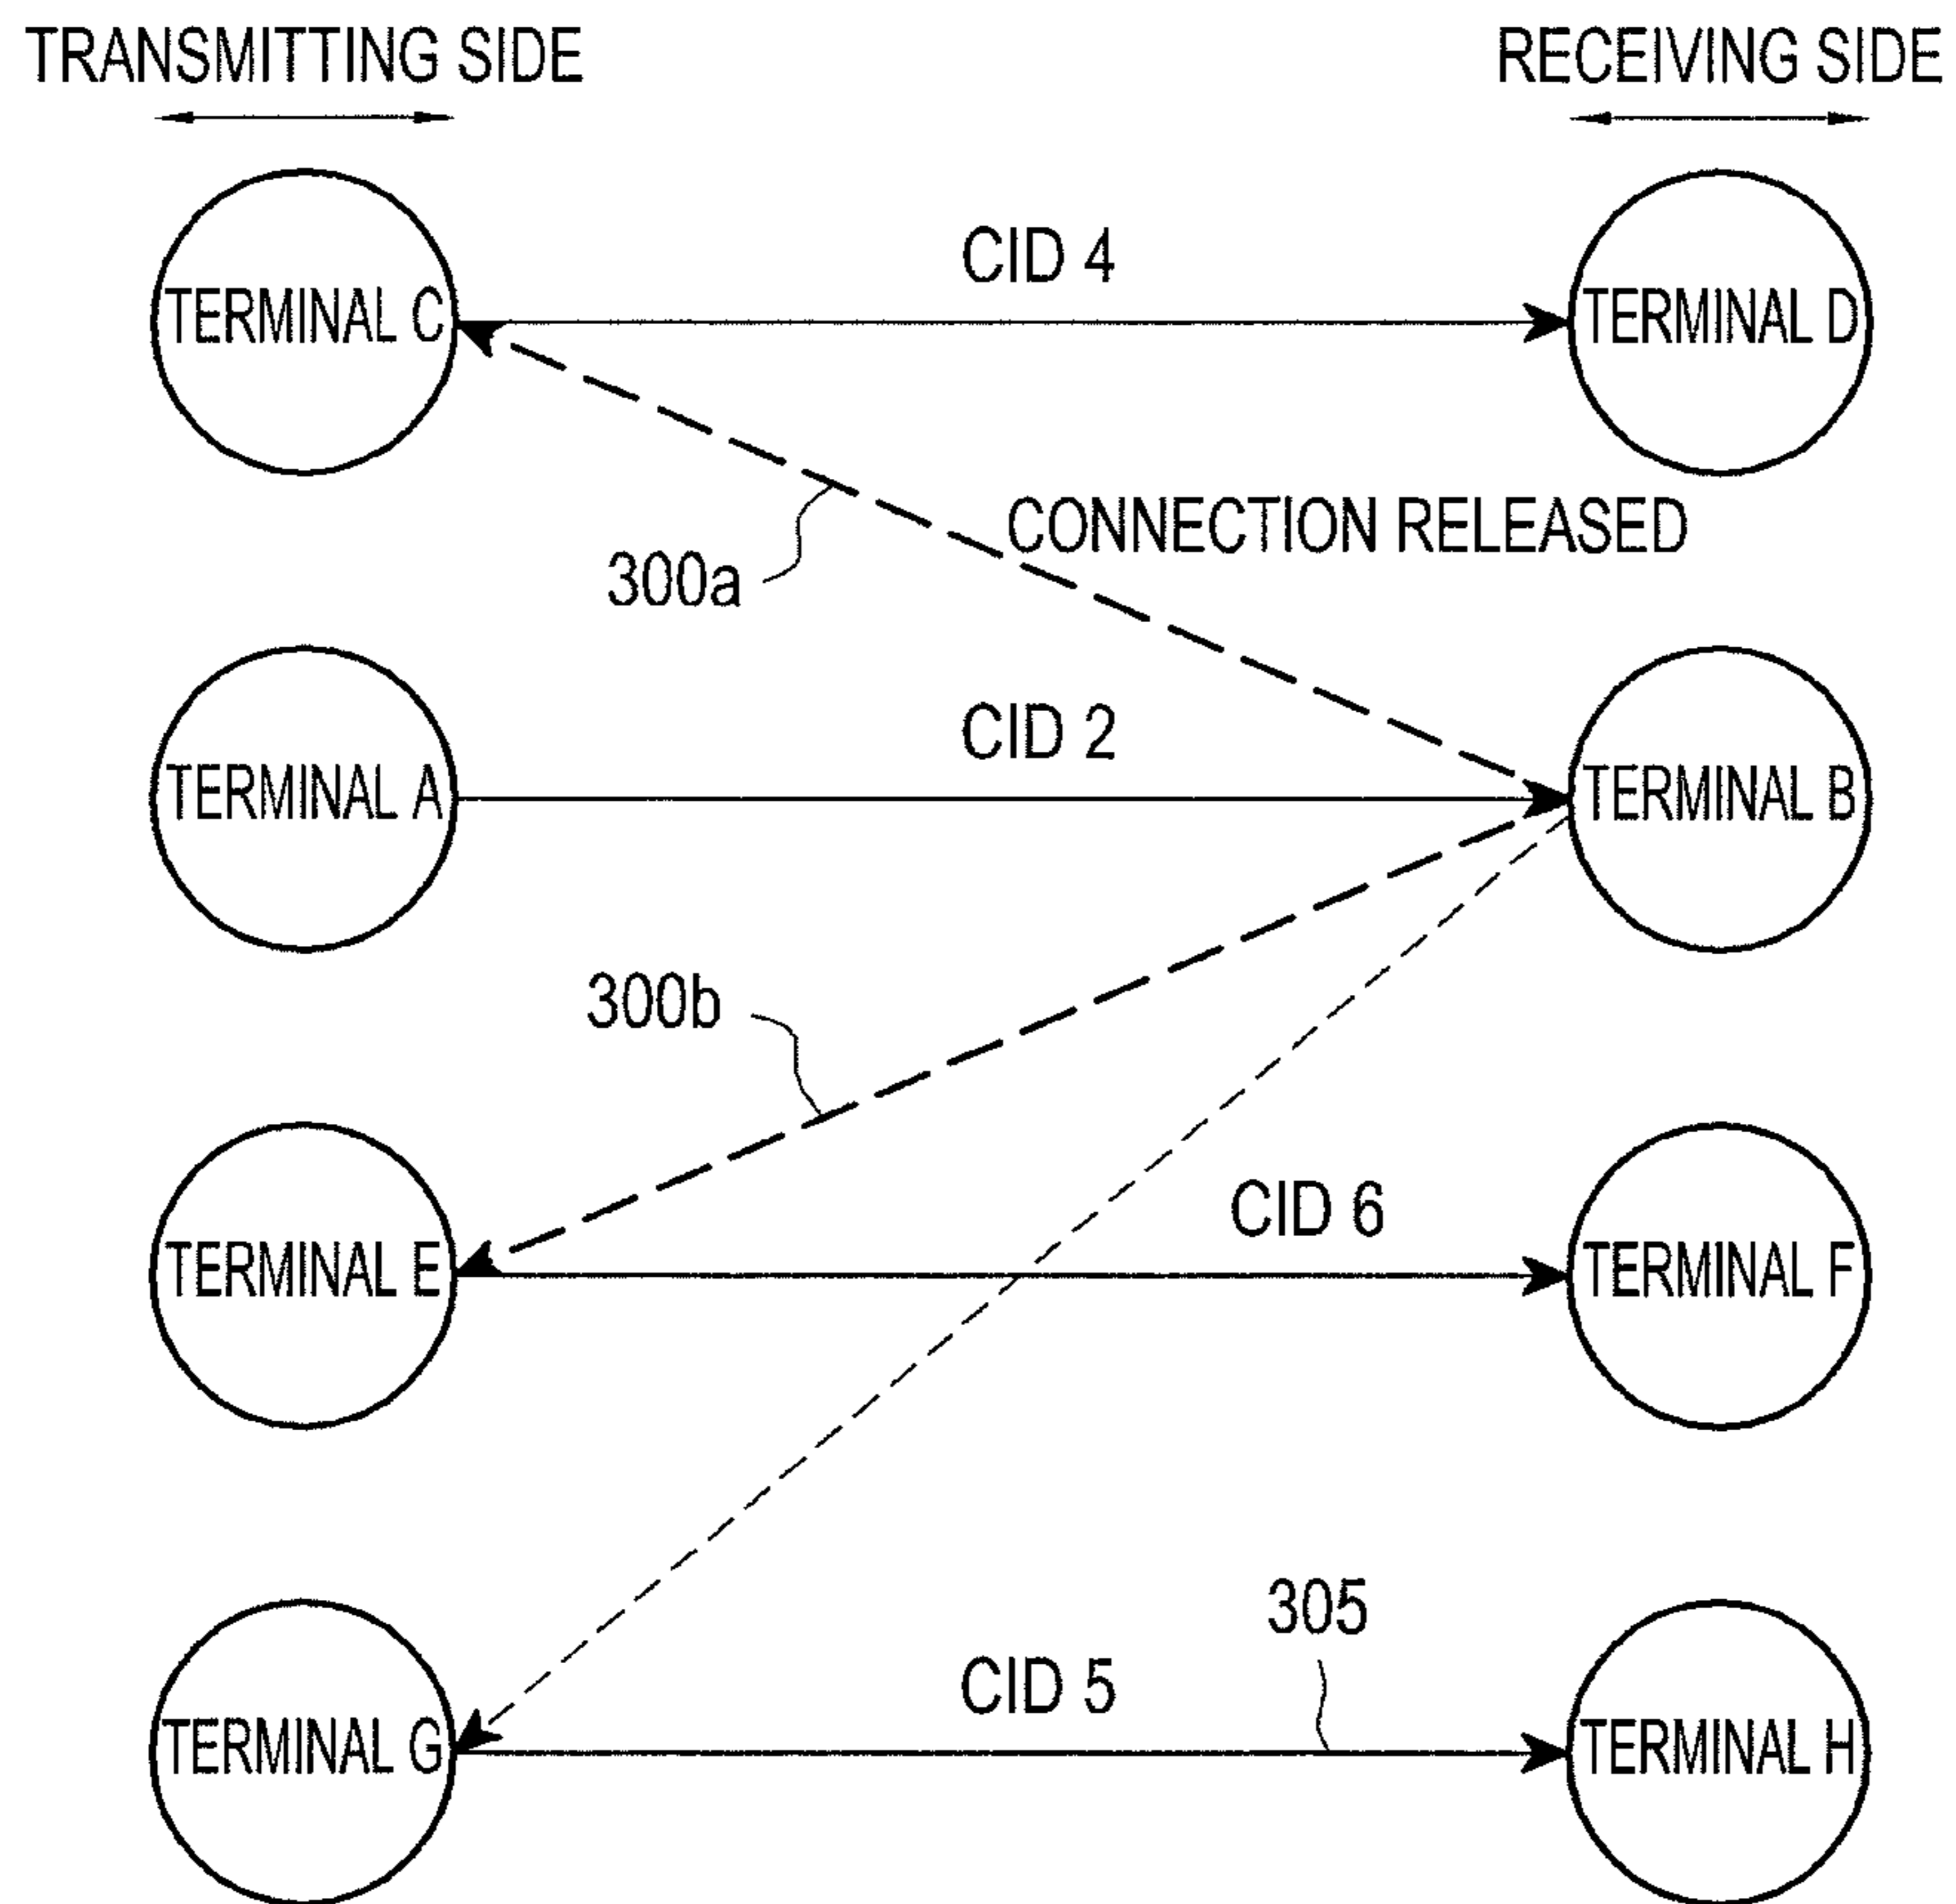 TRANSMITTING SIDE
RECEIVING SIDE
TERMINAL C
CID 4
TERMINAL D
CONNECTION RELEASED
300a
TERMINAL A
CID 2
TERMINAL B
300b
TERMINAL E
CID 6
TERMINAL F
305
CID 5
TERMINAL G
TERMINAL H